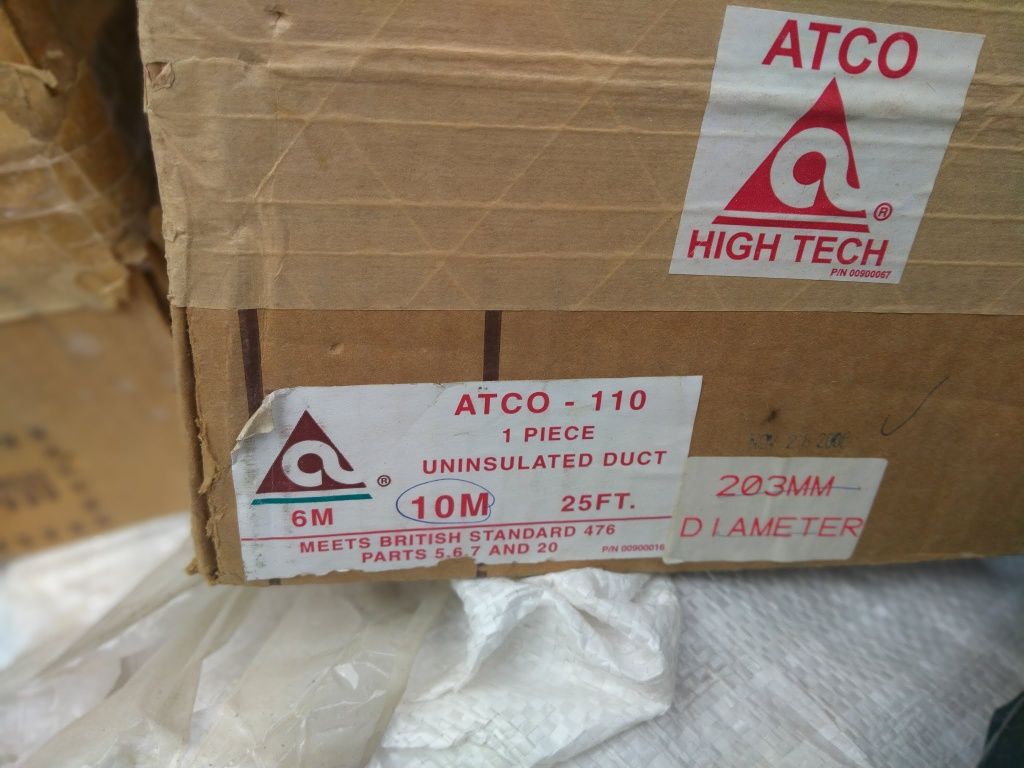 ATCO
®
HIGH TECH
P/N 00900067
ATCO - 110
1 PIECE
UNINSULATED DUCT
®
6M 10M 25FT.
MEETS BRITISH STANDARD 476
PARTS 5,6,7 AND 20 P/N 00900016
203MM
DIAMETER